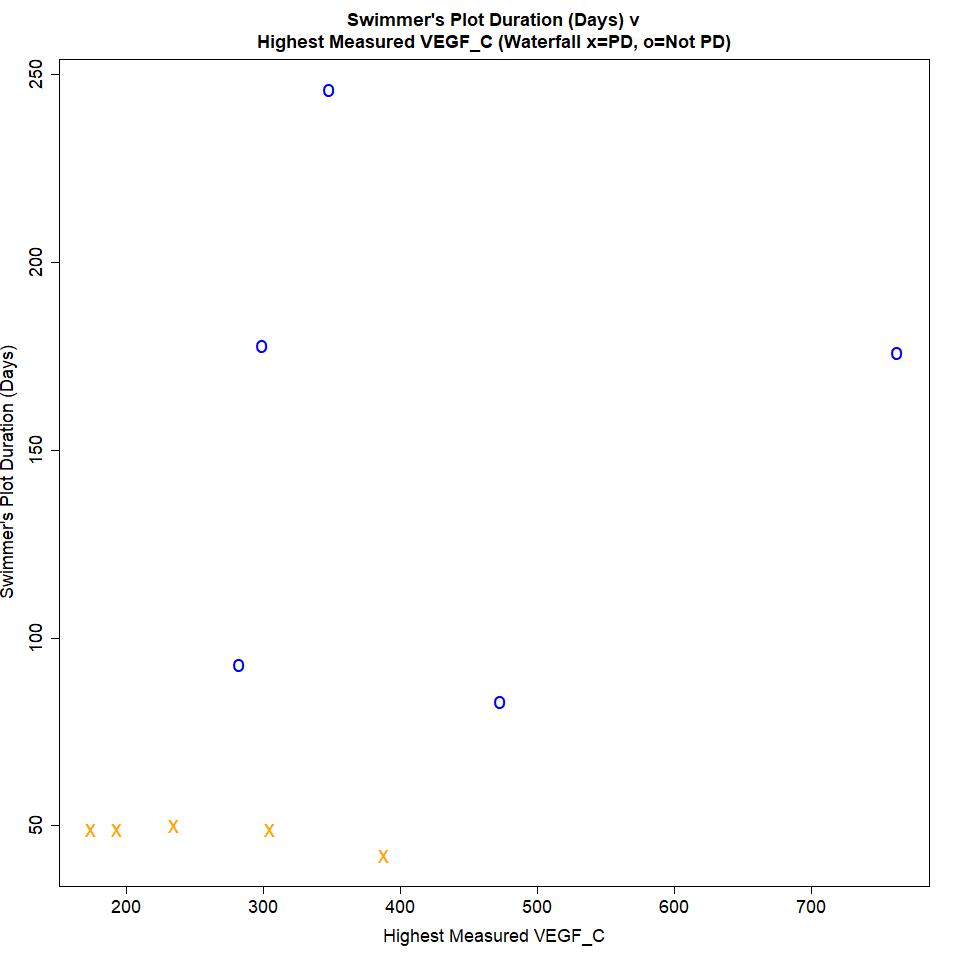 Swimmer's Plot Duration (Days) v
Highest Measured VEGF_C (Waterfall x=PD, o=Not PD)
Swimmer's Plot Duration (Days)
250
200
150
100
50
O
O
O
O
O
X
X
X
X
X
200 300 400 500 600 700
Highest Measured VEGF_C